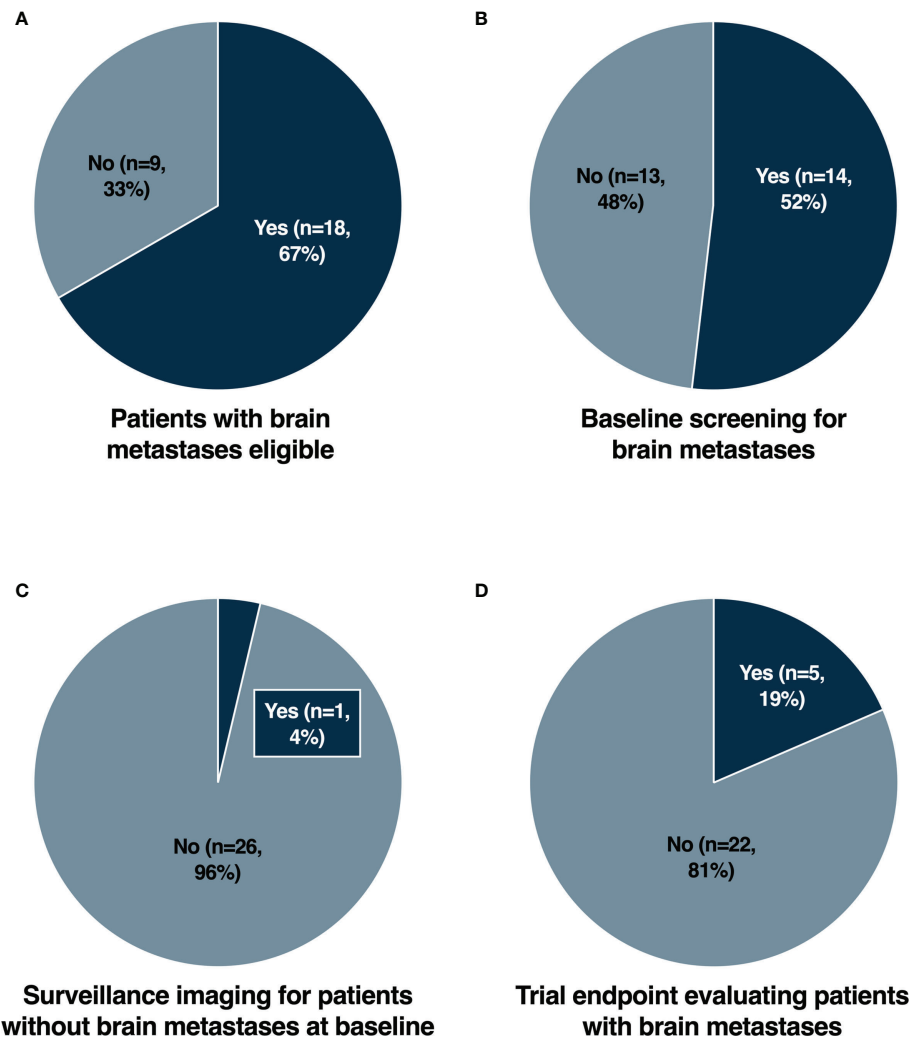 A
No (n=9,
33%)
Yes (n=18,
67%)
Patients with brain
metastases eligible
B
No (n=13,
48%)
Yes (n=14,
52%)
Baseline screening for
brain metastases
C
Yes (n=1,
4%)
No (n=26,
96%)
Surveillance imaging for patients
without brain metastases at baseline
D
Yes (n=5,
19%)
No (n=22,
81%)
Trial endpoint evaluating patients
with brain metastases